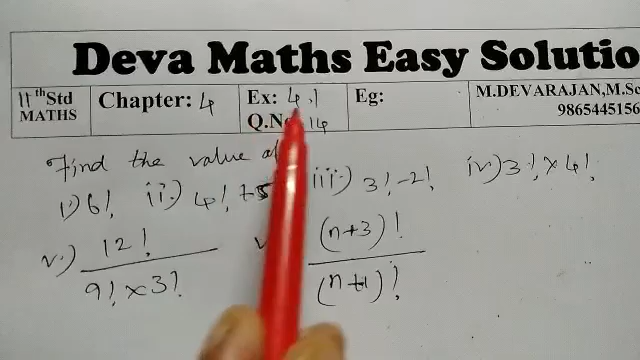 Deva Maths Easy Solutio
11th Std MATHS
Chapter: 4
Ex: 4.1
Q.No 14
Eg:
M.DEVARAJAN,M.Sc
9865445156
Find the value of
i) 6! ii) 4! +5 iii) 3! -2! iv) 3! x 4!
v) 12! / 9! x 3! (n+3)! / (n+1)!